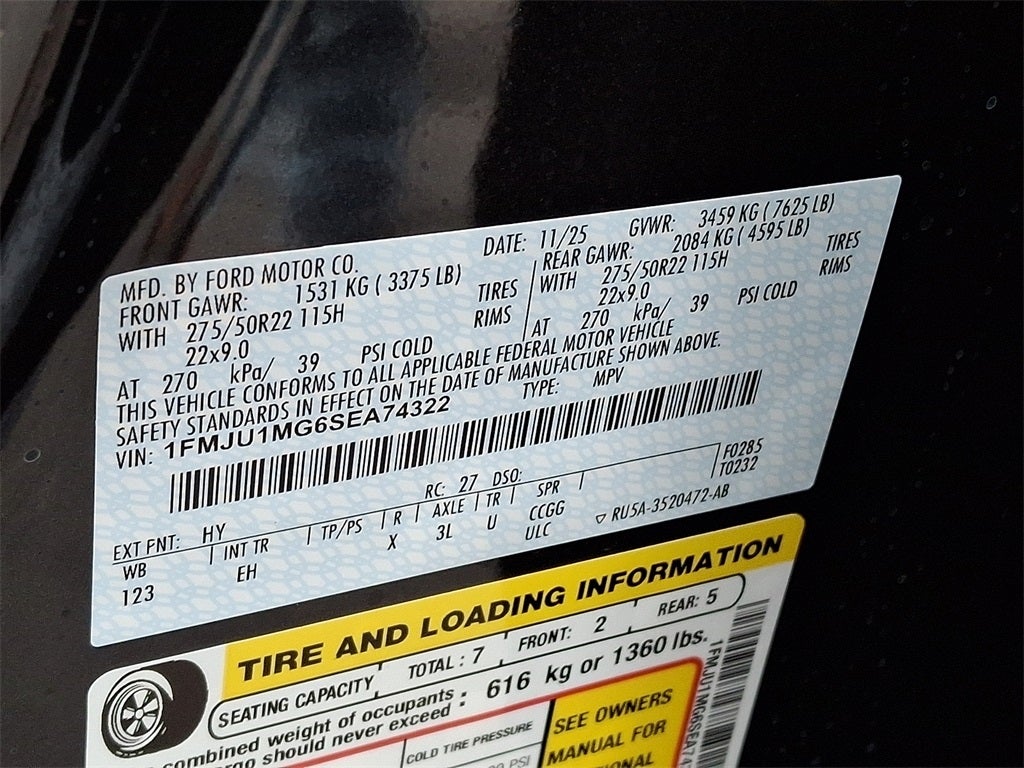 MFD. BY FORD MOTOR CO.
DATE: 11/25 GVWR: 3459 KG ( 7625 LB)
FRONT GAWR: 1531 KG ( 3375 LB)
REAR GAWR: 2084 KG ( 4595 LB)
WITH 275/50R22 115H TIRES
WITH 275/50R22 115H TIRES
22x9.0 RIMS
22x9.0 RIMS
AT 270 kPa/ 39 PSI COLD
AT 270 kPa/ 39 PSI COLD
THIS VEHICLE CONFORMS TO ALL APPLICABLE FEDERAL MOTOR VEHICLE
SAFETY STANDARDS IN EFFECT ON THE DATE OF MANUFACTURE SHOWN ABOVE.
VIN: 1FMJU1MG6SEA74322 TYPE: MPV
EXT PNT: HY RC: 27 DSO:
WB INT TR TP/PS R AXLE TR SPR
123 EH X 3L U CCGG
ULC
F0285
T0232
▽ RU5A-3520472-AB
TIRE AND LOADING INFORMATION
SEATING CAPACITY TOTAL: 7 FRONT: 2 REAR: 5
combined weight of occupants
should never exceed : 616 kg or 1360 lbs.
COLD TIRE PRESSURE
PSI
SEE OWNERS
MANUAL FOR
1FMJU1MG6SEA74